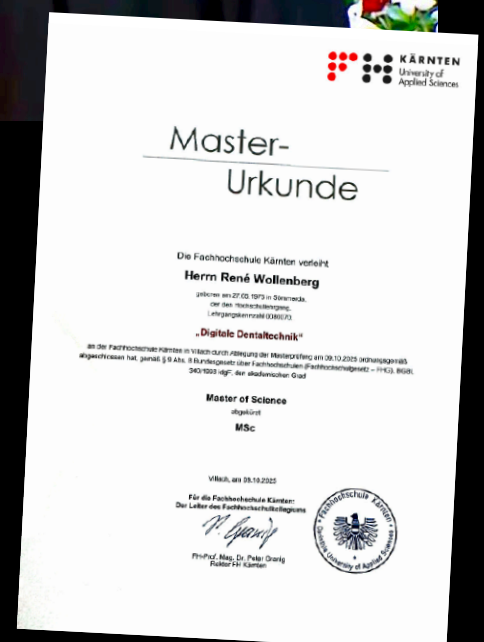 KÄRNTEN
University of
Applied Sciences
Master-
Urkunde
Die Fachhochschule Kärnten verleiht
Herrn René Wollenberg
geboren am 27.05.1973 in Sömmerda,
der den Hochschullehrgang,
Lehrgangskennzahl
„Digitale Dentaltechnik"
an der Fachhochschule Kärnten in Villach durch Ablegung der Masterprüfung am 09.10.2025 ordnungsgemäß
abgeschlossen hat, gemäß § 9 Abs. 6 Bundesgesetz über Fachhochschulen (Fachhochschulgesetz – FHG), BGBl.
340/1993 idgF, den akademischen Grad
Master of Science
abgekürzt
MSc
Villach, am 09.10.2025
Für die Fachhochschule Kärnten:
Der Leiter des Fachhochschulkollegiums
FH-Prof. Mag. Dr. Peter Granig
Rektor FH Kärnten
Fachhochschule Kärnten
Carinthia University of Applied Sciences